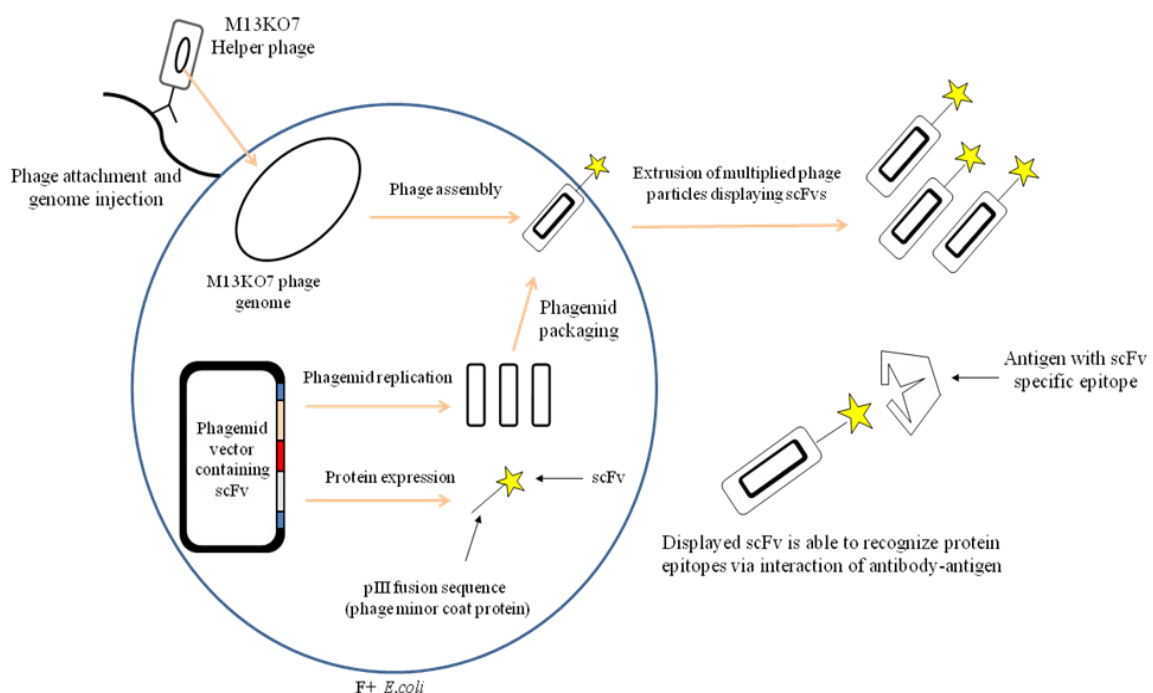 M13KO7
Helper phage
Phage attachment and
genome injection
Phage assembly
Extrusion of multiplied phage
particles displaying scFvs
M13KO7 phage
genome
Phagemid
packaging
Antigen with scFv
specific epitope
Phagemid replication
Phagemid
vector
containing
scFv
Protein expression
scFv
Displayed scFv is able to recognize protein
epitopes via interaction of antibody-antigen
pIII fusion sequence
(phage minor coat protein)
F+ E.coli